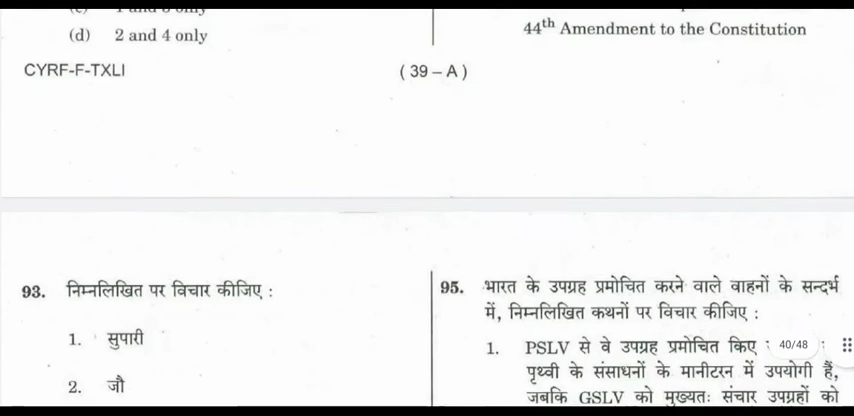 (d) 2 and 4 only
44th Amendment to the Constitution
CYRF-F-TXLI
( 39 – A )
93. निम्नलिखित पर विचार कीजिए :
1. सुपारी
2. जौ
95. भारत के उपग्रह प्रमोचित करने वाले वाहनों के सन्दर्भ
में, निम्नलिखित कथनों पर विचार कीजिए :
1. PSLV से वे उपग्रह प्रमोचित किए
40/48
पृथ्वी के संसाधनों के मानीटरन में उपयोगी हैं,
जबकि GSLV को मुख्यतः संचार उपग्रहों को